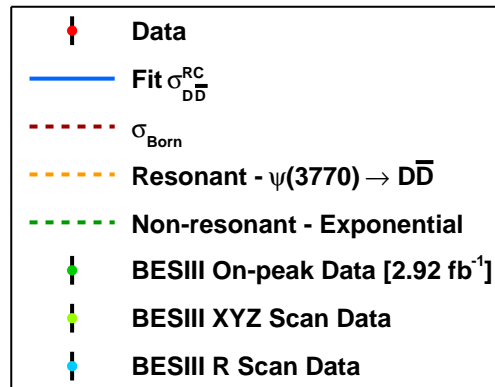 Data
Fit σ^RC_DD̅
σ_Born
Resonant - ψ(3770) → DD̅
Non-resonant - Exponential
BESIII On-peak Data [2.92 fb⁻¹]
BESIII XYZ Scan Data
BESIII R Scan Data